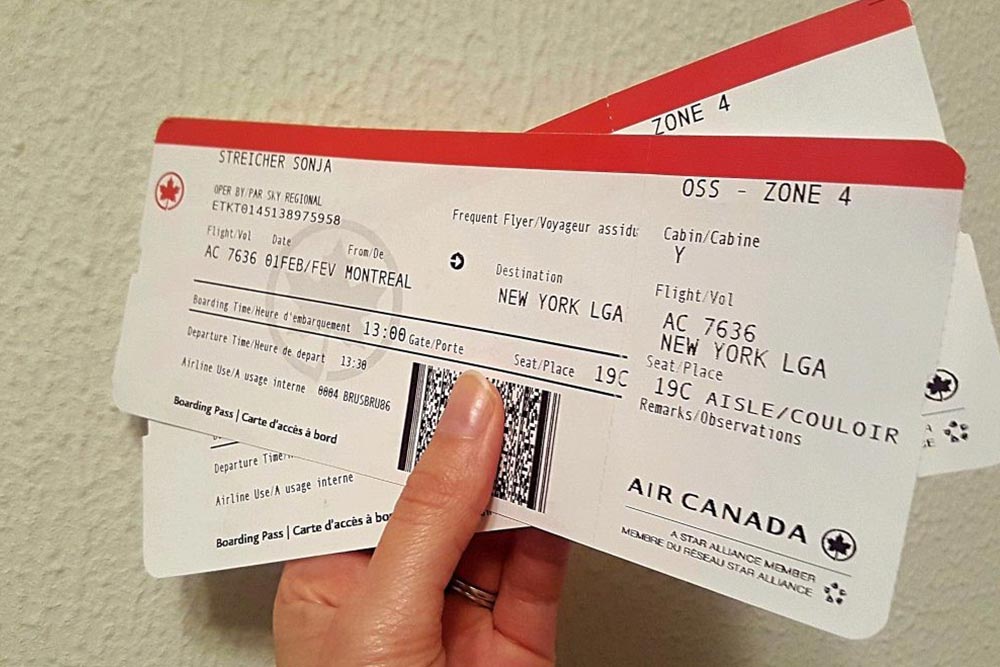 ZONE 4
STREICHER SONJA
OPER BY/PAR SKY REGIONAL
ETKT0145138975958
Flight/Vol Date From/De
AC 7636 01FEB/FEV MONTREAL
Frequent Flyer/Voyageur assidu
Destination
NEW YORK LGA
Boarding Time/Heure d'embarquement 13:00 Gate/Porte Seat/Place 19C
Departure Time/Heure de depart 13:30
Airline Use/A usage interne 0004 BRUSBRU06
Boarding Pass | Carte d'accès à bord
OSS - ZONE 4
Cabin/Cabine
Y
Flight/Vol
AC 7636
NEW YORK LGA
Seat/Place
19C AISLE/COULOIR
Remarks/Observations
AIR CANADA
A STAR ALLIANCE MEMBER
MEMBRE DU RÉSEAU STAR ALLIANCE
Departure Time/
Airline Use/A usage interne
Boarding Pass | Carte d'accès à bo